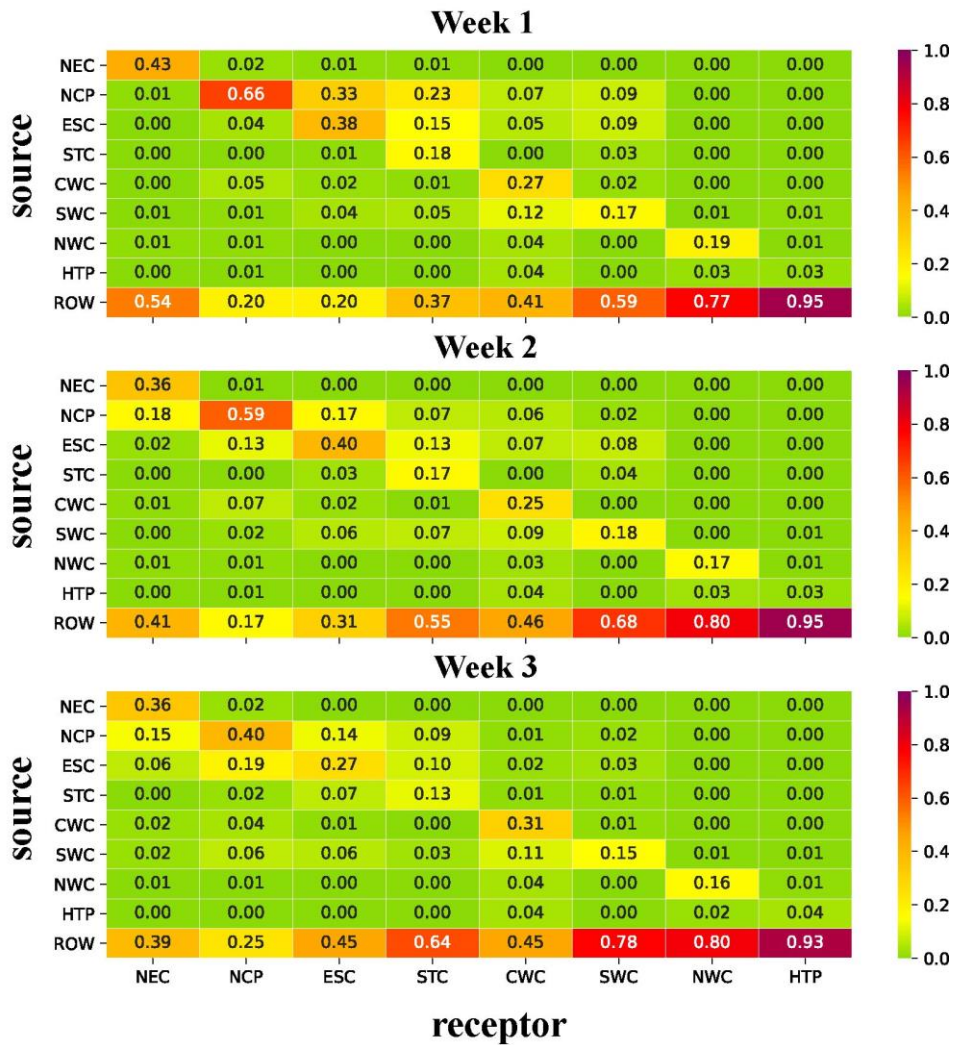 Week 1
source
NEC 0.43 0.02 0.01 0.01 0.00 0.00 0.00 0.00
NCP 0.01 0.66 0.33 0.23 0.07 0.09 0.00 0.00
ESC 0.00 0.04 0.38 0.15 0.05 0.09 0.00 0.00
STC 0.00 0.00 0.01 0.18 0.00 0.03 0.00 0.00
CWC 0.00 0.05 0.02 0.01 0.27 0.02 0.00 0.00
SWC 0.01 0.01 0.04 0.05 0.12 0.17 0.01 0.01
NWC 0.01 0.01 0.00 0.00 0.04 0.00 0.19 0.01
HTP 0.00 0.01 0.00 0.00 0.04 0.00 0.03 0.03
ROW 0.54 0.20 0.20 0.37 0.41 0.59 0.77 0.95
1.0
0.8
0.6
0.4
0.2
0.0
Week 2
source
NEC 0.36 0.01 0.00 0.00 0.00 0.00 0.00 0.00
NCP 0.18 0.59 0.17 0.07 0.06 0.02 0.00 0.00
ESC 0.02 0.13 0.40 0.13 0.07 0.08 0.00 0.00
STC 0.00 0.00 0.03 0.17 0.00 0.04 0.00 0.00
CWC 0.01 0.07 0.02 0.01 0.25 0.00 0.00 0.00
SWC 0.00 0.02 0.06 0.07 0.09 0.18 0.00 0.01
NWC 0.01 0.01 0.00 0.00 0.03 0.00 0.17 0.01
HTP 0.00 0.01 0.00 0.00 0.04 0.00 0.03 0.03
ROW 0.41 0.17 0.31 0.55 0.46 0.68 0.80 0.95
1.0
0.8
0.6
0.4
0.2
0.0
Week 3
source
NEC 0.36 0.02 0.00 0.00 0.00 0.00 0.00 0.00
NCP 0.15 0.40 0.14 0.09 0.01 0.02 0.00 0.00
ESC 0.06 0.19 0.27 0.10 0.02 0.03 0.00 0.00
STC 0.00 0.02 0.07 0.13 0.01 0.01 0.00 0.00
CWC 0.02 0.04 0.01 0.00 0.31 0.01 0.00 0.00
SWC 0.02 0.06 0.06 0.03 0.11 0.15 0.01 0.01
NWC 0.01 0.01 0.00 0.00 0.04 0.00 0.16 0.01
HTP 0.00 0.00 0.00 0.00 0.04 0.00 0.02 0.04
ROW 0.39 0.25 0.45 0.64 0.45 0.78 0.80 0.93
1.0
0.8
0.6
0.4
0.2
0.0
NEC NCP ESC STC CWC SWC NWC HTP
receptor